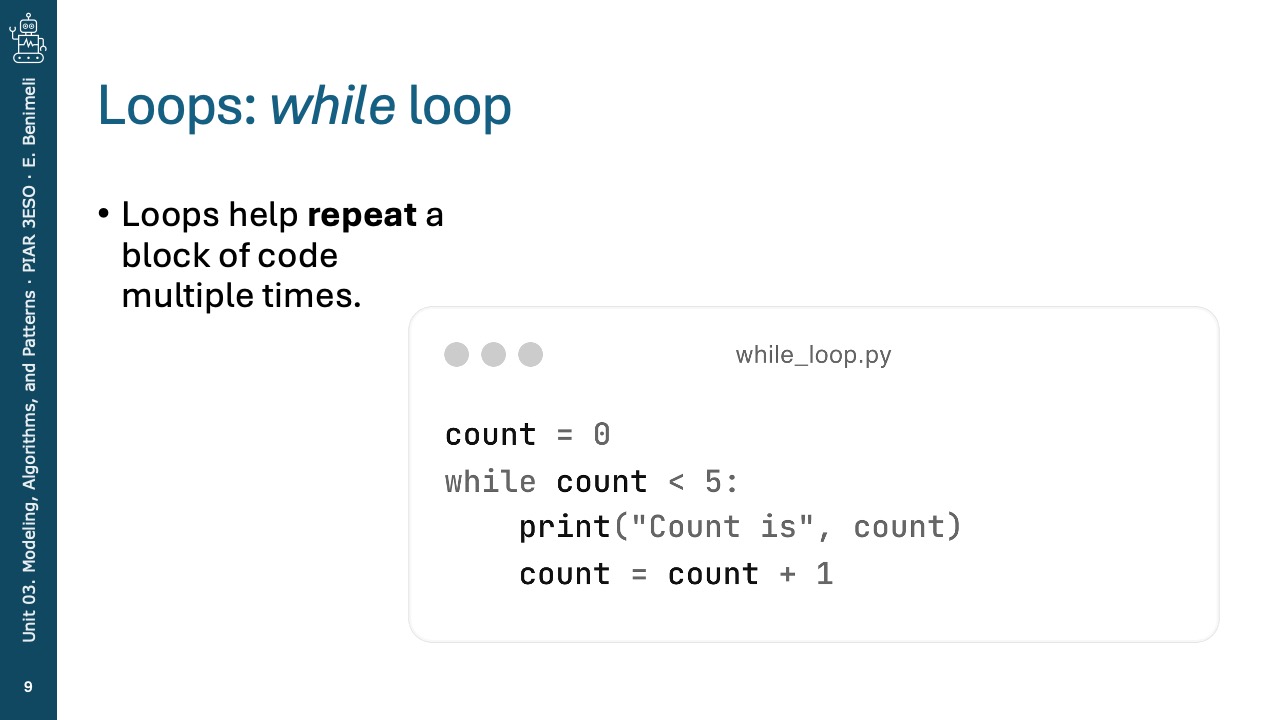 Loops: while loop
• Loops help repeat a
block of code
multiple times.
while_loop.py
count = 0
while count < 5:
    print("Count is", count)
    count = count + 1
Unit 03. Modeling, Algorithms, and Patterns · PIAR 3ESO · E. Benimeli
9